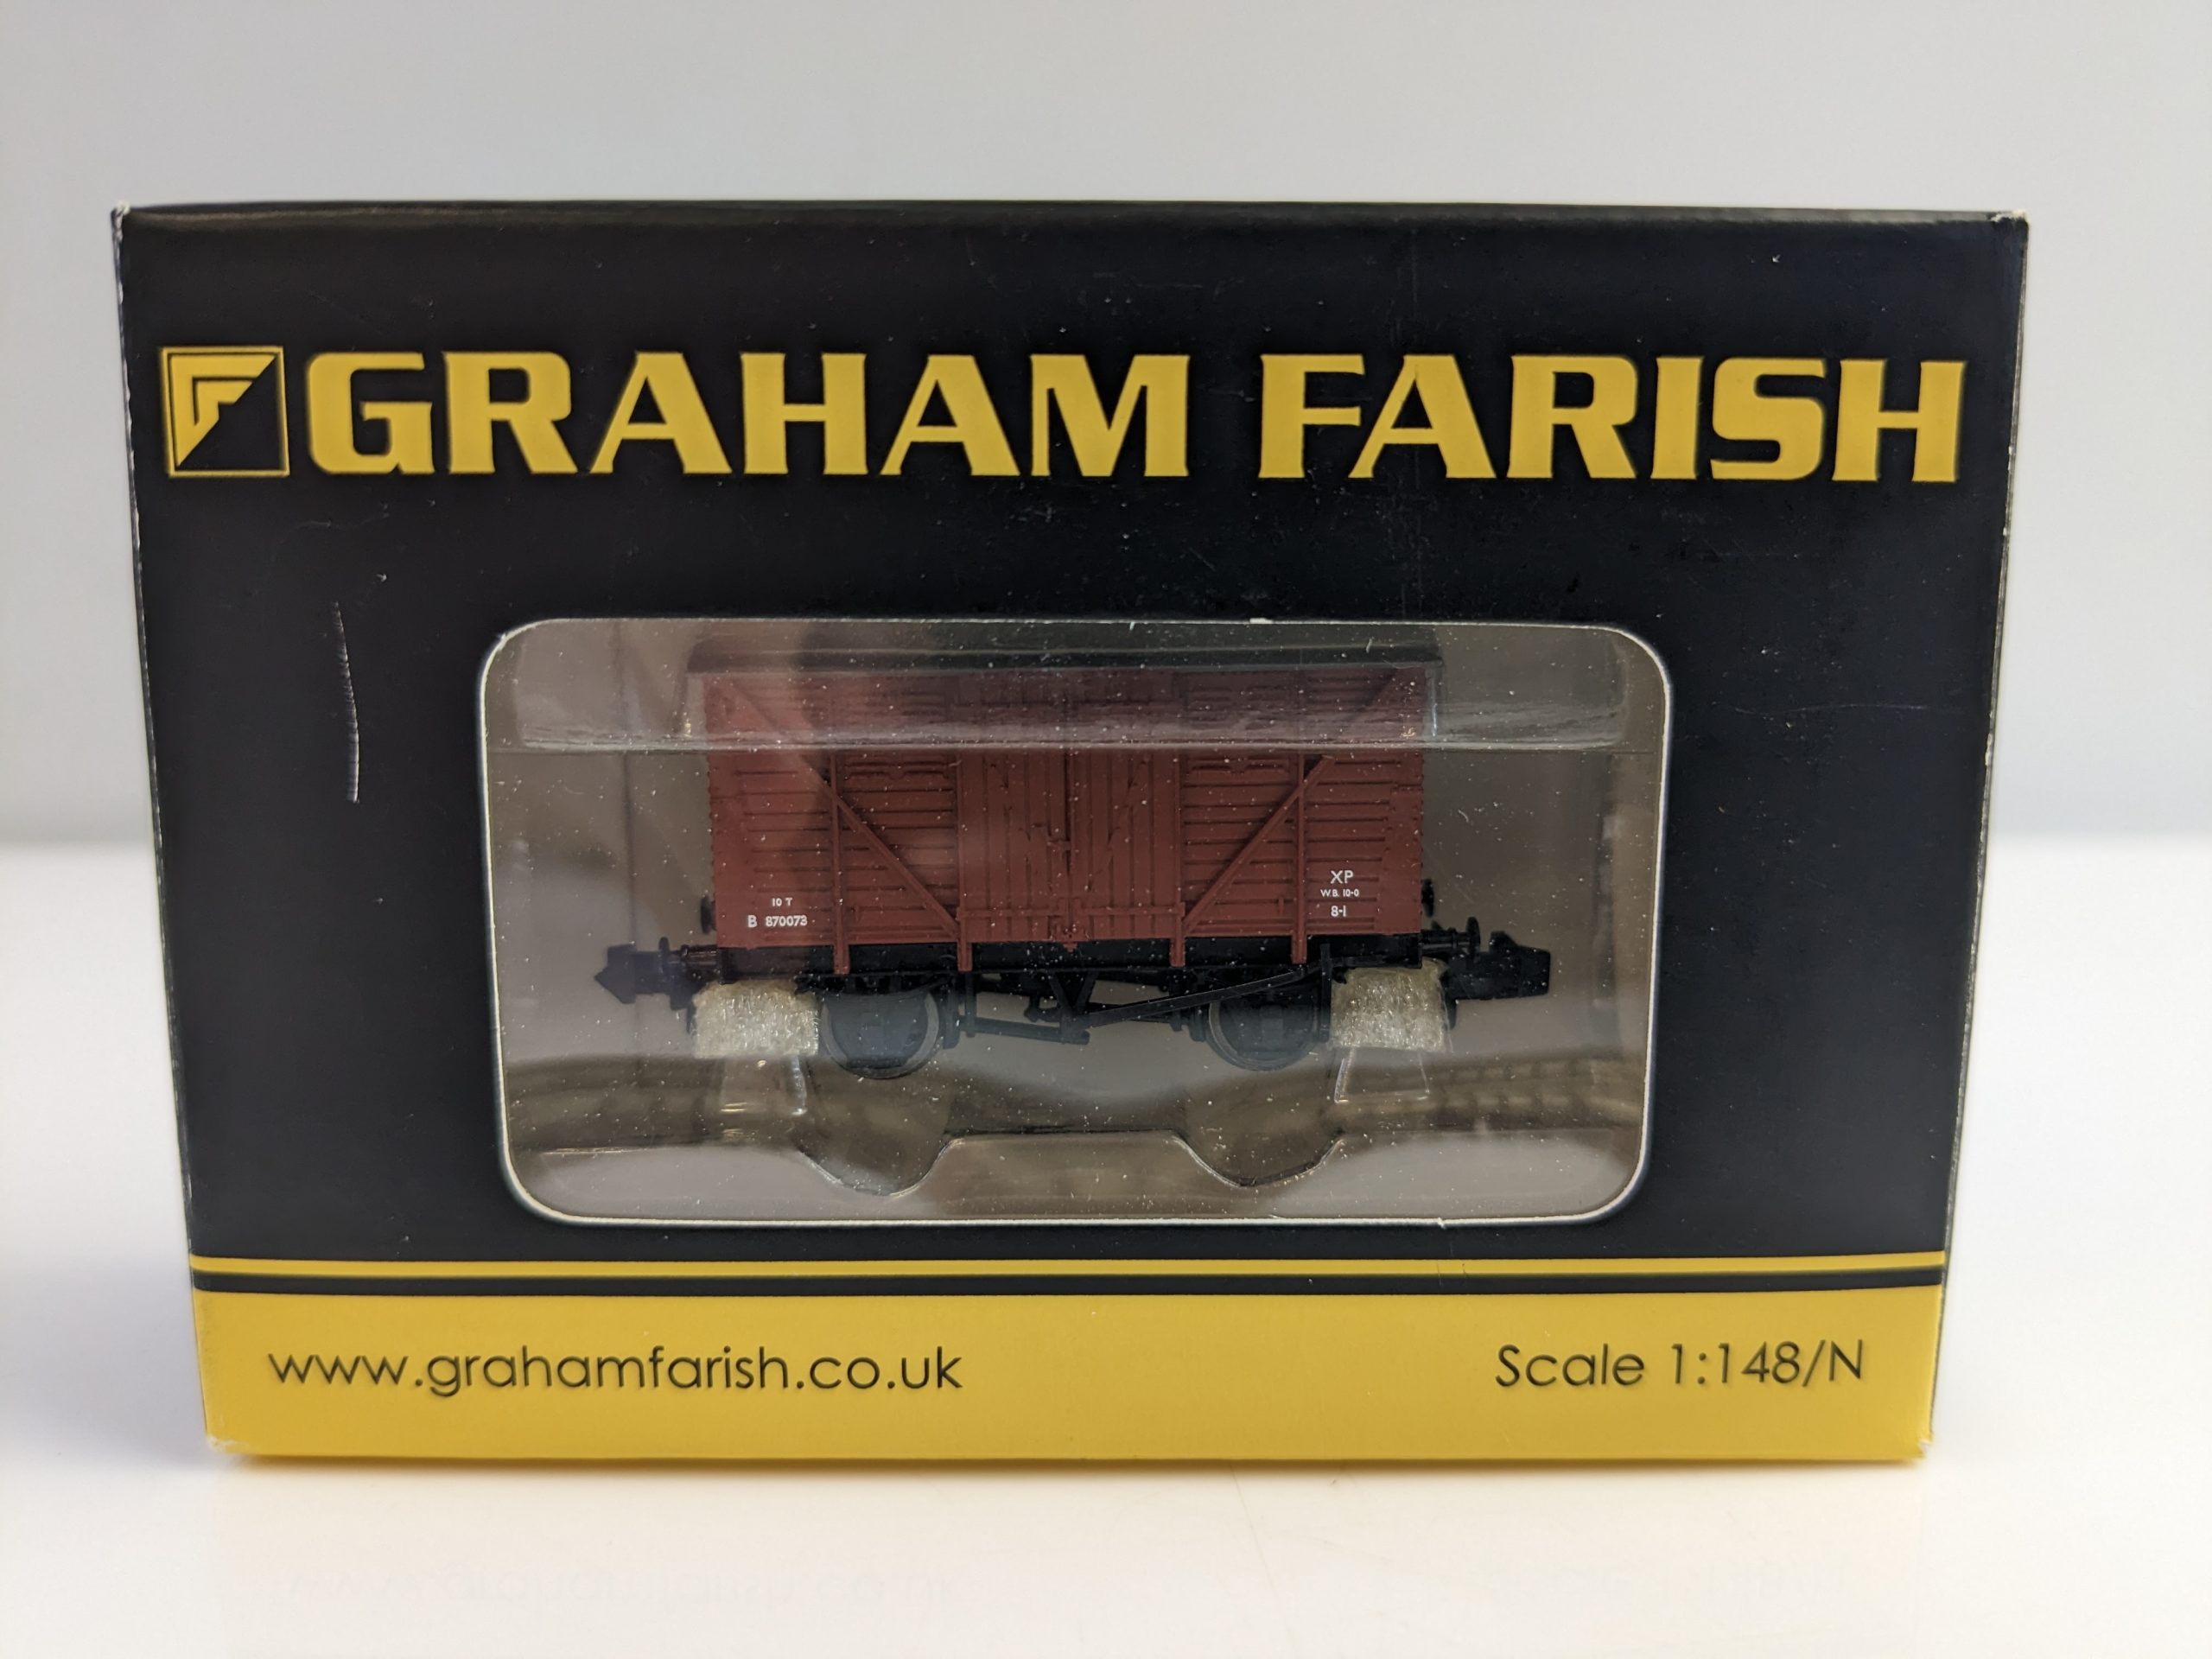 GRAHAM FARISH
10 T
B 870073
XP
W.B. 10-0
8-1
www.grahamfarish.co.uk
Scale 1:148/N